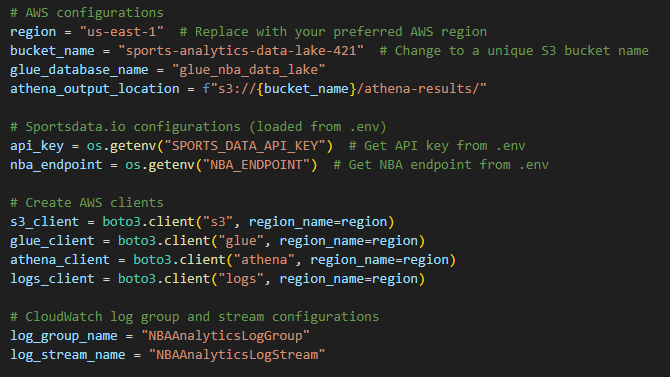 # AWS configurations
region = "us-east-1"  # Replace with your preferred AWS region
bucket_name = "sports-analytics-data-lake-421"  # Change to a unique S3 bucket name
glue_database_name = "glue_nba_data_lake"
athena_output_location = f"s3://{bucket_name}/athena-results/"

# Sportsdata.io configurations (loaded from .env)
api_key = os.getenv("SPORTS_DATA_API_KEY")  # Get API key from .env
nba_endpoint = os.getenv("NBA_ENDPOINT")  # Get NBA endpoint from .env

# Create AWS clients
s3_client = boto3.client("s3", region_name=region)
glue_client = boto3.client("glue", region_name=region)
athena_client = boto3.client("athena", region_name=region)
logs_client = boto3.client("logs", region_name=region)

# CloudWatch log group and stream configurations
log_group_name = "NBAAnalyticsLogGroup"
log_stream_name = "NBAAnalyticsLogStream"